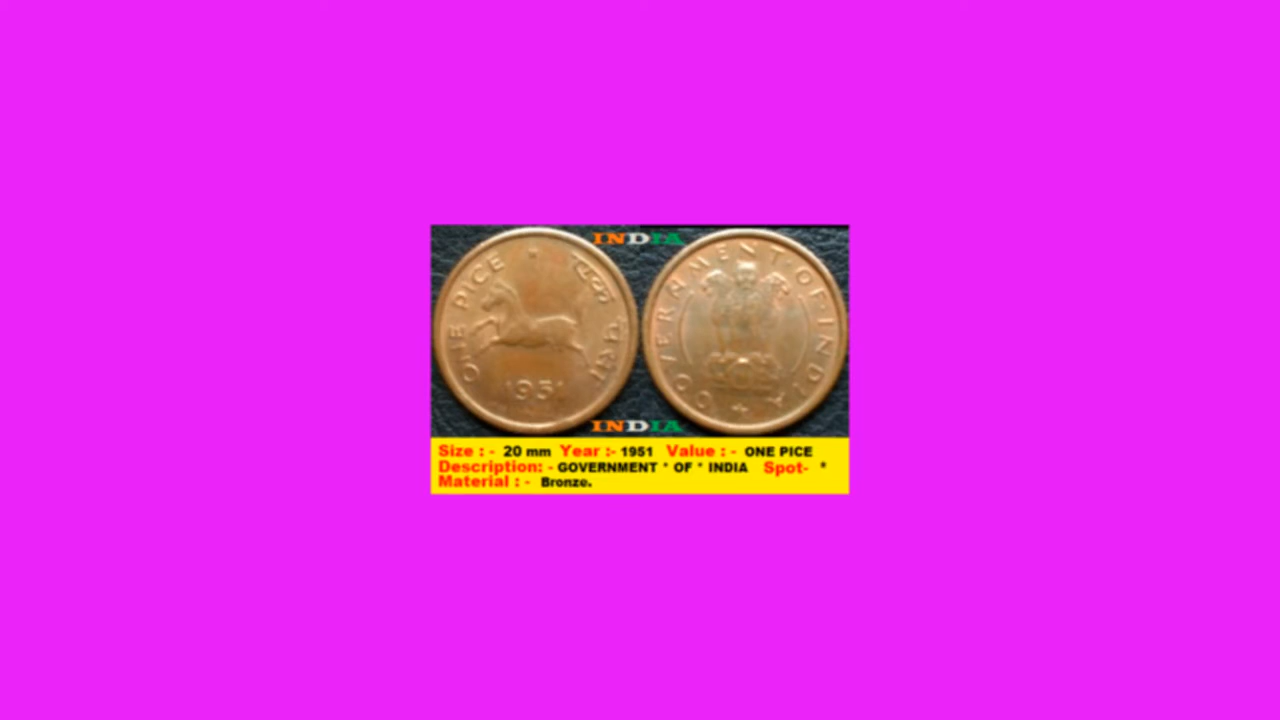 INDIA
ONE PICE
एक पैसा
1951
GOVERNMENT·OF·INDIA
INDIA
Size : - 20 mm Year :- 1951 Value : - ONE PICE
Description: - GOVERNMENT * OF * INDIA Spot- *
Material : - Bronze.